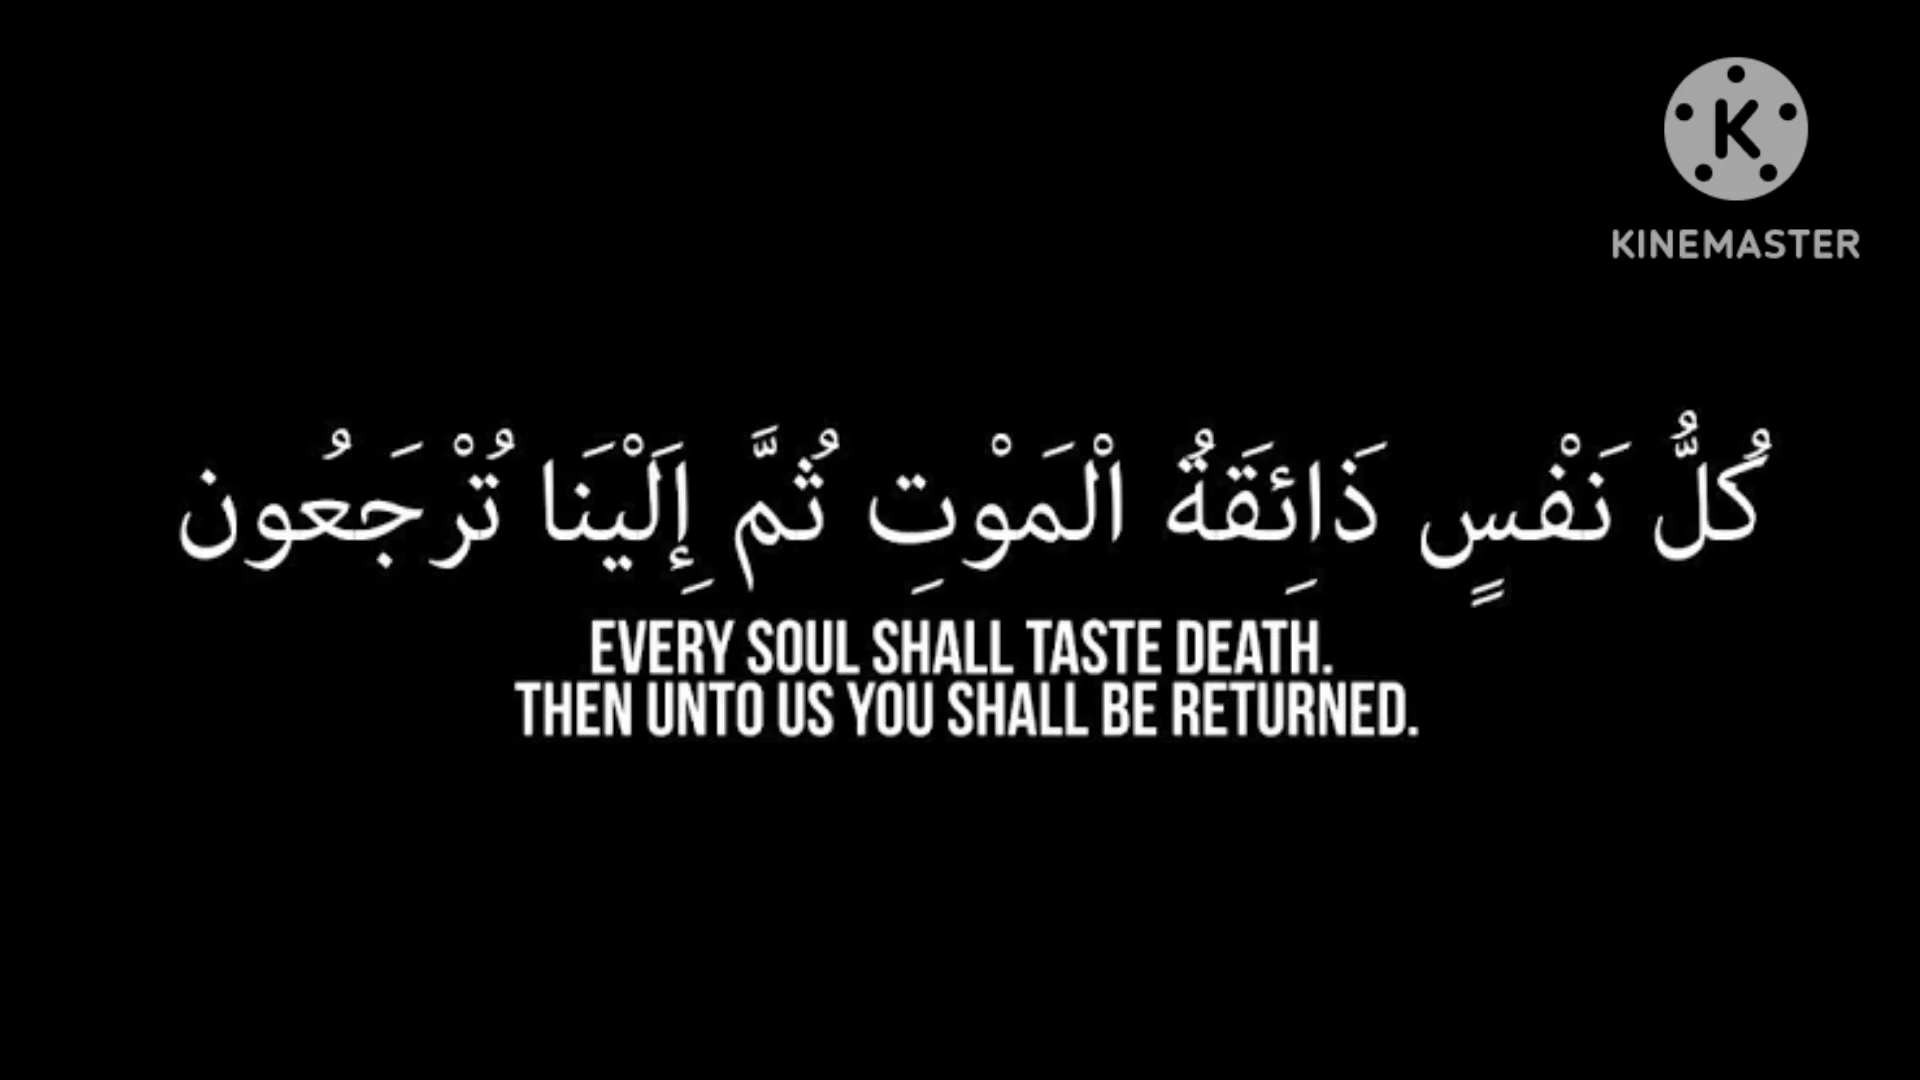 K
KINEMASTER
كُلُّ نَفْسٍ ذَائِقَةُ الْمَوْتِ ثُمَّ إِلَيْنَا تُرْجَعُون
EVERY SOUL SHALL TASTE DEATH.
THEN UNTO US YOU SHALL BE RETURNED.